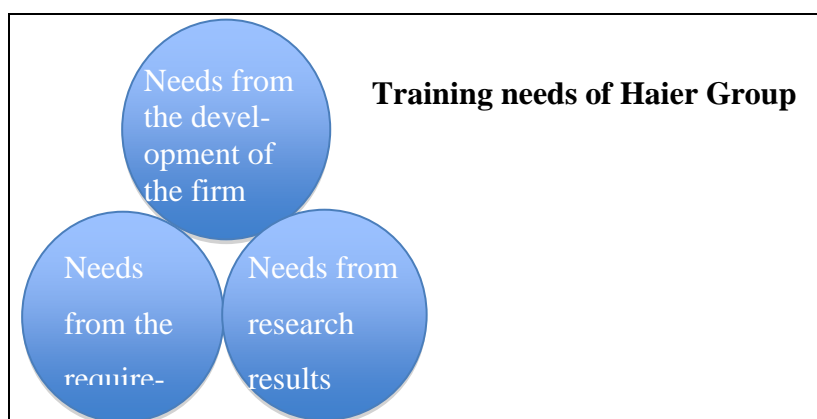 Training needs of Haier Group
Needs from
the devel-
opment of
the firm
Needs
from the
require-
Needs from
research
results